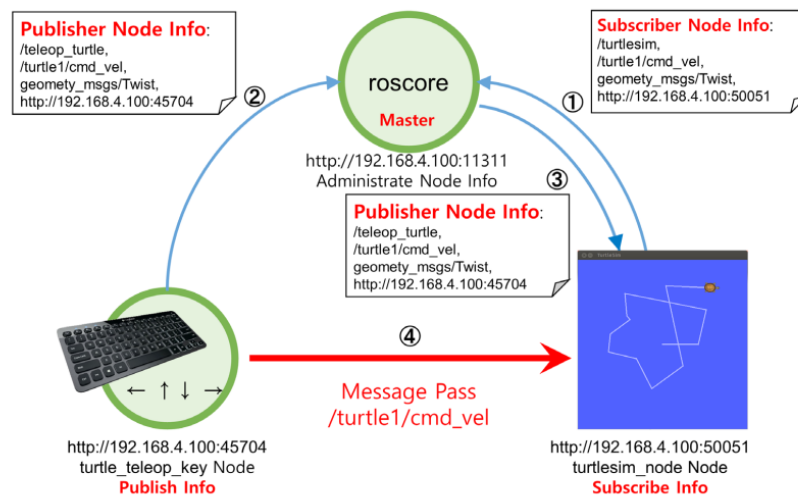 Publisher Node Info:
/teleop_turtle,
/turtle1/cmd_vel,
geomety_msgs/Twist,
http://192.168.4.100:45704
②
roscore
Master
http://192.168.4.100:11311
Administrate Node Info
①
Subscriber Node Info:
/turtlesim,
/turtle1/cmd_vel,
geomety_msgs/Twist,
http://192.168.4.100:50051
③
Publisher Node Info:
/teleop_turtle,
/turtle1/cmd_vel,
geomety_msgs/Twist,
http://192.168.4.100:45704
← ↑ ↓ →
④
Message Pass
/turtle1/cmd_vel
http://192.168.4.100:45704
turtle_teleop_key Node
Publish Info
http://192.168.4.100:50051
turtlesim_node Node
Subscribe Info